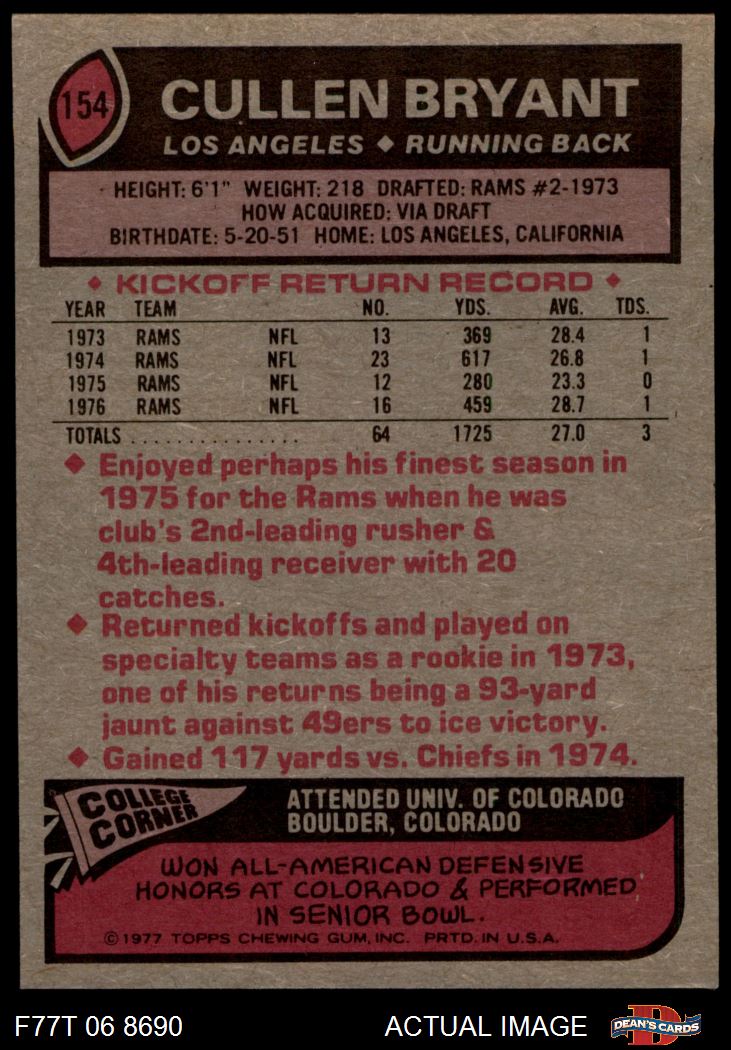 154
CULLEN BRYANT
LOS ANGELES ◆ RUNNING BACK
HEIGHT: 6'1" WEIGHT: 218 DRAFTED: RAMS #2-1973
HOW ACQUIRED: VIA DRAFT
BIRTHDATE: 5-20-51 HOME: LOS ANGELES, CALIFORNIA
◆ KICKOFF RETURN RECORD ◆
YEAR TEAM NO. YDS. AVG. TDS.
1973 RAMS NFL 13 369 28.4 1
1974 RAMS NFL 23 617 26.8 1
1975 RAMS NFL 12 280 23.3 0
1976 RAMS NFL 16 459 28.7 1
TOTALS . . . . . . . . . . . . . . . 64 1725 27.0 3
◆ Enjoyed perhaps his finest season in
1975 for the Rams when he was
club's 2nd-leading rusher &
4th-leading receiver with 20
catches.
◆ Returned kickoffs and played on
specialty teams as a rookie in 1973,
one of his returns being a 93-yard
jaunt against 49ers to ice victory.
◆ Gained 117 yards vs. Chiefs in 1974.
COLLEGE
CORNER
ATTENDED UNIV. OF COLORADO
BOULDER, COLORADO
WON ALL-AMERICAN DEFENSIVE
HONORS AT COLORADO & PERFORMED
IN SENIOR BOWL.
©1977 TOPPS CHEWING GUM, INC. PRTD. IN U.S.A.
F77T 06 8690 ACTUAL IMAGE
DEAN'S CARDS